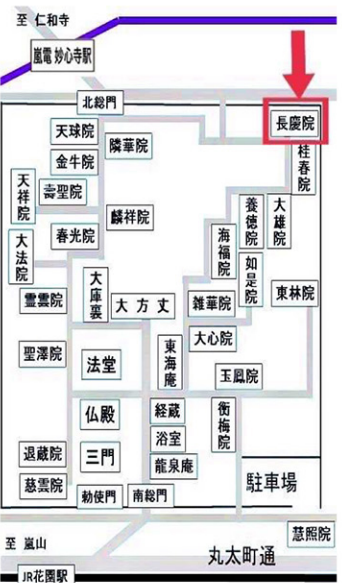 至 仁和寺
嵐電 妙心寺駅
北総門
長慶院
天球院
隣華院
桂春院
金牛院
天祥院
壽聖院
養徳院
大雄院
麟祥院
春光院
海福院
大法院
如是院
大庫裏
霊雲院
大方丈
雑華院
東林院
大心院
聖澤院
法堂
東海庵
玉鳳院
仏殿
経蔵
衡梅院
浴室
退蔵院
三門
龍泉庵
慈雲院
駐車場
勅使門
南総門
慧照院
至 嵐山
丸太町通
JR花園駅